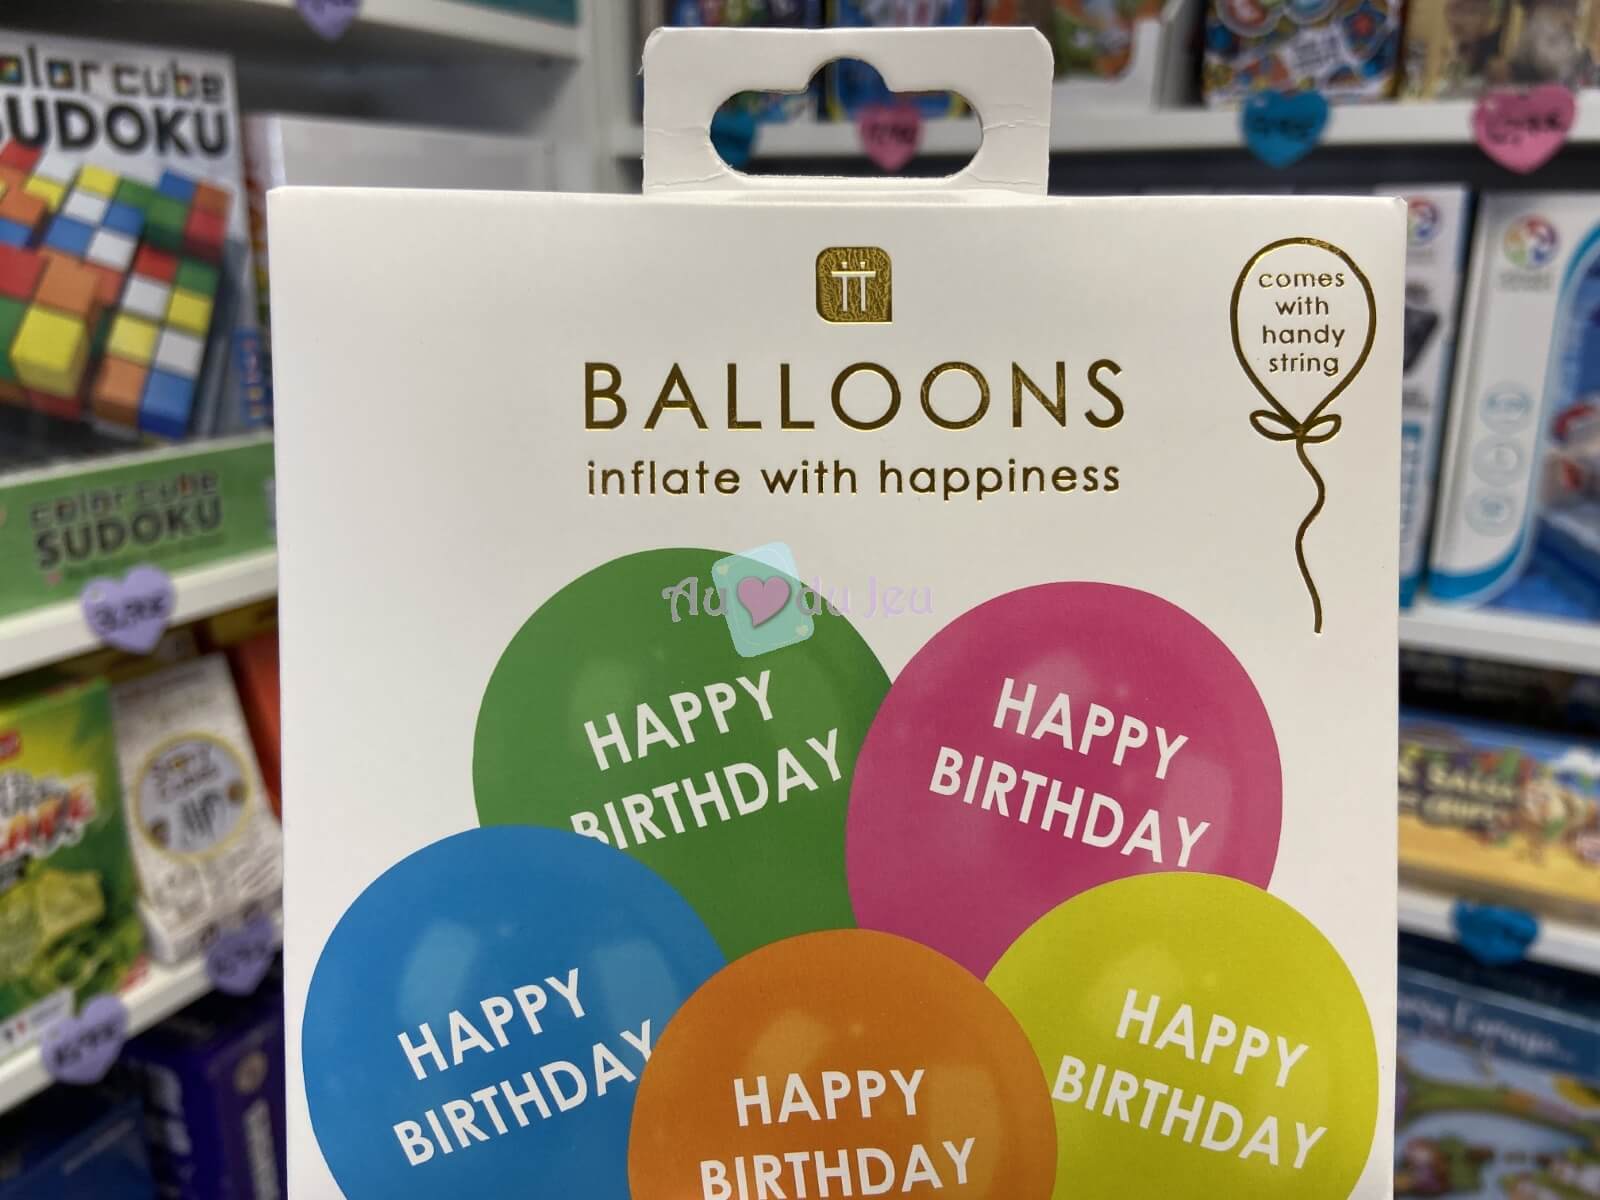 color cube
SUDOKU
color cube
SUDOKU
BALLOONS
inflate with happiness
comes
with
handy
string
Au du Jeu
HAPPY
BIRTHDAY
HAPPY
BIRTHDAY
HAPPY
BIRTHDAY
HAPPY
BIRTHDAY
HAPPY
BIRTHDAY